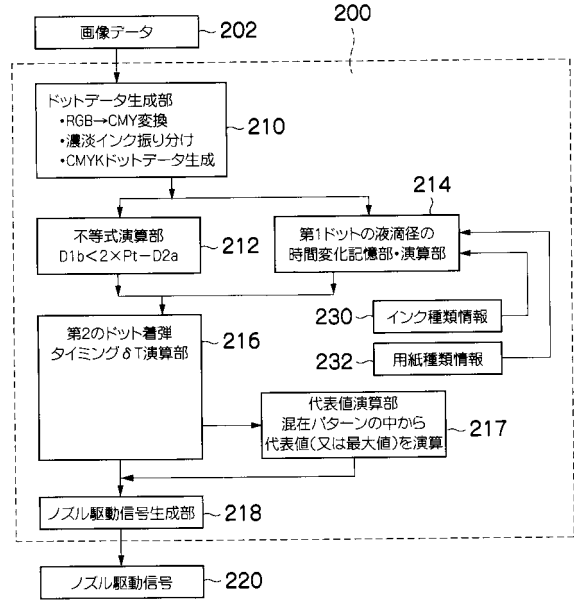 200
画像データ
202
ドットデータ生成部
・RGB→CMY変換
・濃淡インク振り分け
・CMYKドットデータ生成
210
214
不等式演算部
D1b<2×Pt-D2a
212
第1ドットの液滴径の
時間変化記憶部・演算部
230
インク種類情報
232
用紙種類情報
第2のドット着弾
タイミングδT演算部
216
代表値演算部
混在パターンの中から
代表値(又は最大値)を演算
217
ノズル駆動信号生成部
218
ノズル駆動信号
220